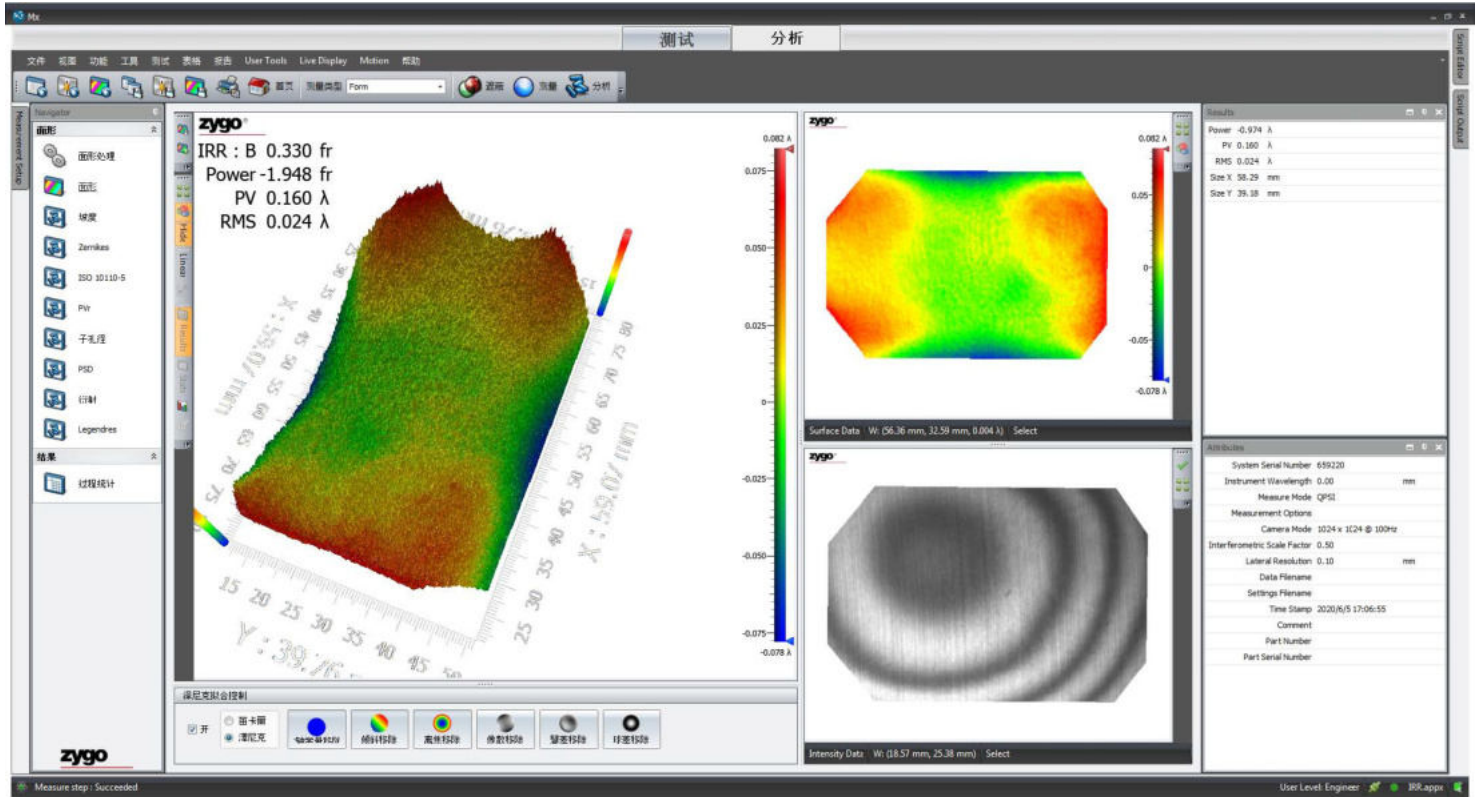 Mx
测试 分析
文件 视图 功能 工具 测试 表格 报告 User Tools Live Display Motion 帮助
首页 测量类型 Form 遮蔽 测量 分析
Script Editor
Script Output
Measurement Setup
Navigator
面形
面形处理
面形
坡度
Zernikes
ISO 10110-5
PVr
子孔径
PSD
衍射
Legendres
结果
过程统计
zygo
Hide
Linear
Results
zygo
IRR : B 0.330 fr
Power -1.948 fr
PV 0.160 λ
RMS 0.024 λ
0.082 λ
0.075
0.050
0.025
0
-0.025
-0.050
-0.075
-0.078 λ
15 20 25 30 35 40 45 50
25 30 35 40 45 50 55 60 65 70 75 80
泽尼克拟合控制
开
笛卡尔
泽尼克
倾斜移除
离焦移除
像散移除
彗差移除
球差移除
zygo
0.082 λ
0.05
0
-0.05
-0.078 λ
Surface Data W: (56.36 mm, 32.59 mm, 0.004 λ) Select
zygo
Intensity Data W: (18.57 mm, 25.38 mm) Select
Results
Power -0.974 λ
PV 0.160 λ
RMS 0.024 λ
Size X 58.29 mm
Size Y 39.18 mm
Attributes
System Serial Number 659220
Instrument Wavelength 0.00 mm
Measure Mode QPSI
Measurement Options
Camera Mode 1024 x 1024 @ 100Hz
Interferometric Scale Factor 0.50
Lateral Resolution 0.10 mm
Data Filename
Settings Filename
Time Stamp 2020/6/5 17:06:55
Comment
Part Number
Part Serial Number
Measure step : Succeeded
User Level: Engineer IRR.appx